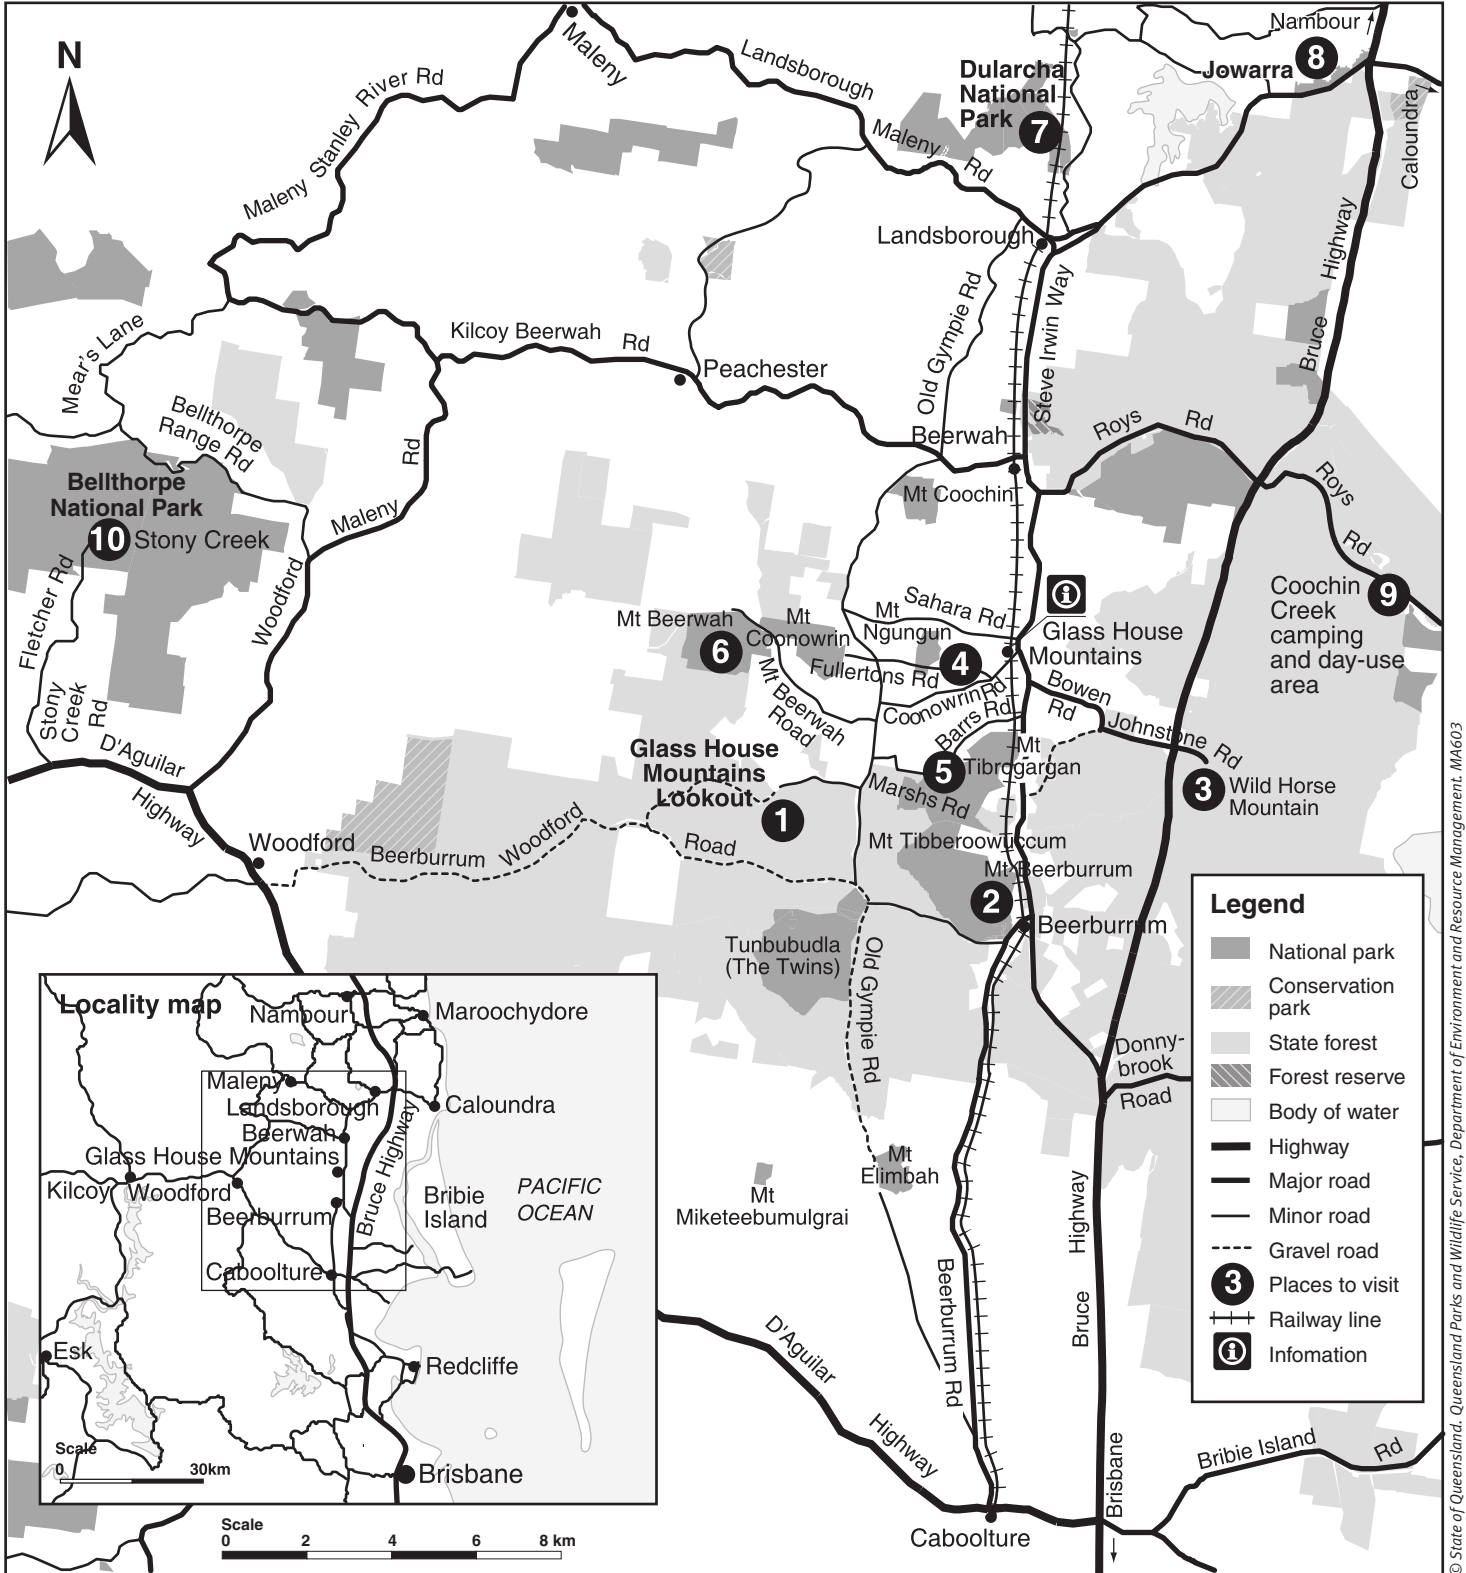 N
Maleny
Nambour
8
Jowarra
Landsborough
Maleny
Rd
Maleny Stanley River Rd
Dularcha
National
Park
7
Caloundra
Landsborough
Bruce
Highway
Old Gympie Rd
Steve Irwin Way
Mear's Lane
Kilcoy Beerwah Rd
Peachester
Bellthorpe
Range Rd
Beerwah
Roys Rd
Roys
Rd
Rd
Maleny
Woodford
Bellthorpe
National Park
10
Stony Creek
Mt Coochin
Fletcher Rd
Stony
Creek
Rd
9
Coochin
Creek
camping
and day-use
area
Mt Beerwah
6
Mt
Coonowrin
Mt
Ngungun
Sahara Rd
4
Glass House
Mountains
Fullertons Rd
Coonowrin Rd
Barrs Rd
Mt Beerwah
Road
Bowen
Rd
Johnstone Rd
D'Aguilar
Highway
Glass House
Mountains
Lookout
1
5
Mt
Tibrogargan
Marshs Rd
3
Wild Horse
Mountain
Woodford
Beerburrum
Woodford
Road
Mt Tibberoowuccum
Mt Beerburrum
2
Beerburrum
Tunbubudla
(The Twins)
Old Gympie Rd
Donny-
brook
Road
Mt
Elimbah
Mt
Miketeebumulgrai
Beerburrum Rd
Bruce
Highway
D'Aguilar
Highway
Caboolture
Brisbane
Bribie Island Rd
Legend
National park
Conservation
park
State forest
Forest reserve
Body of water
Highway
Major road
Minor road
Gravel road
3
Places to visit
Railway line
Infomation
Locality map
Nambour
Maroochydore
Maleny
Landsborough
Caloundra
Beerwah
Glass House Mountains
Kilcoy
Woodford
Beerburrum
Bruce Highway
Bribie
Island
PACIFIC
OCEAN
Caboolture
Esk
Redcliffe
Brisbane
Scale
0
30km
Scale
0
2
4
6
8 km
© State of Queensland. Queensland Parks and Wildlife Service, Department of Environment and Resource Management. MA603